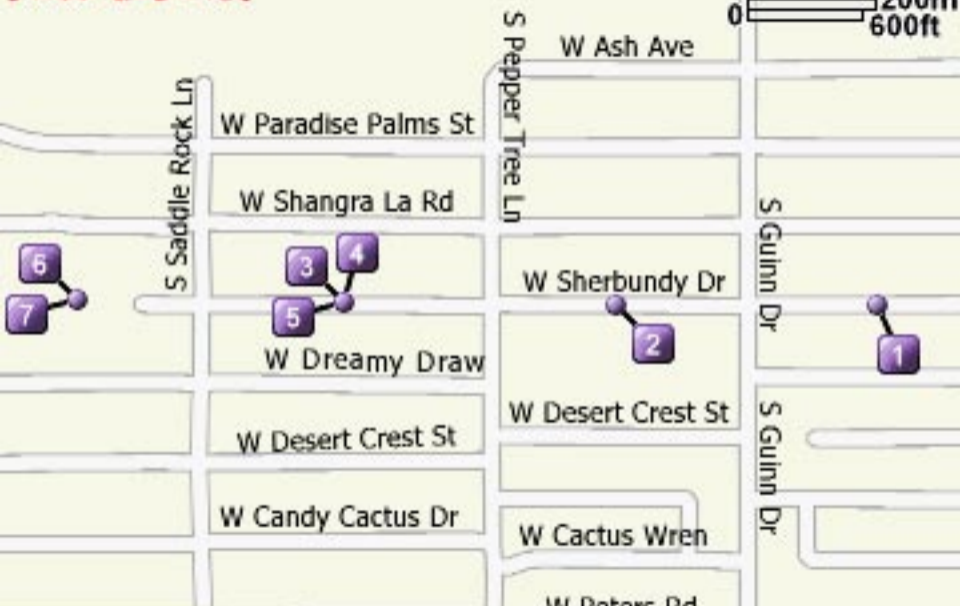 0
200m
600ft
W Ash Ave
S Pepper Tree Ln
S Saddle Rock Ln
W Paradise Palms St
W Shangra La Rd
S Guinn Dr
6
3
4
W Sherbundy Dr
7
5
2
1
W Dreamy Draw
W Desert Crest St
S Guinn Dr
W Desert Crest St
W Candy Cactus Dr
W Cactus Wren
W Peters Rd